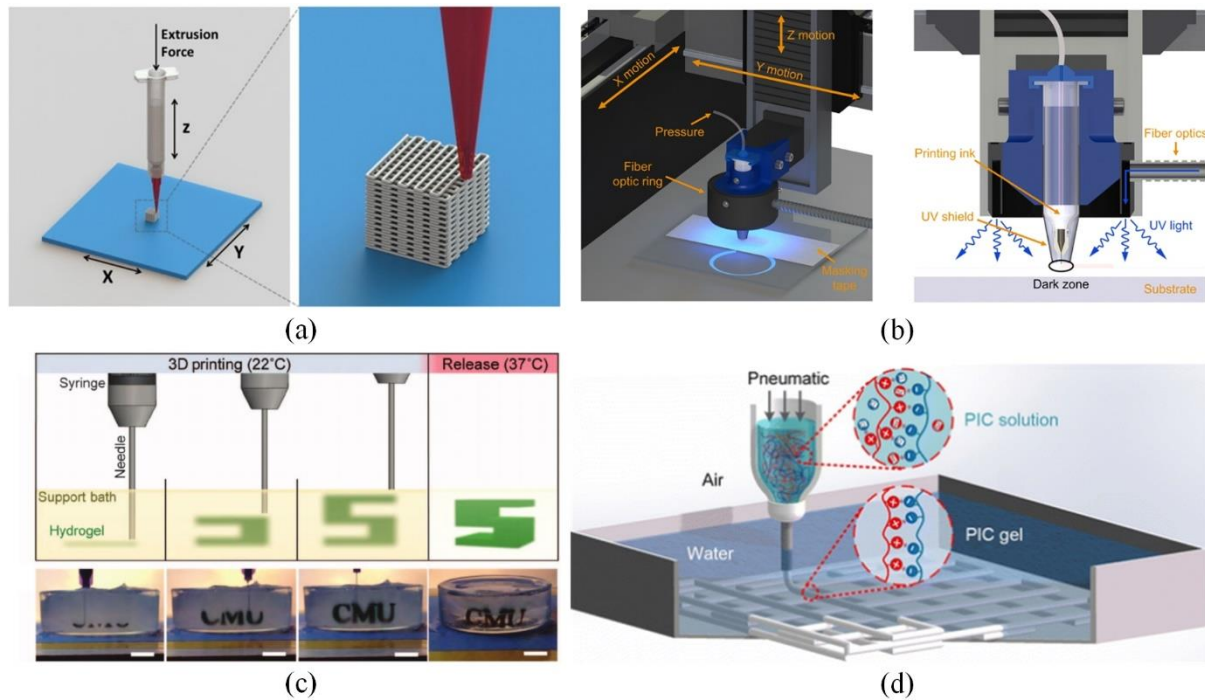 Extrusion
Force
Z
X
Y
(a)
Z motion
X motion
Y motion
Pressure
Fiber
optic ring
Masking
tape
Fiber optics
Printing ink
UV shield
UV light
Dark zone
Substrate
(b)
3D printing (22°C)
Release (37°C)
Syringe
Needle
Support bath
Hydrogel
CMU
CMU
CMU
CMU
(c)
Pneumatic
PIC solution
Air
PIC gel
Water
(d)